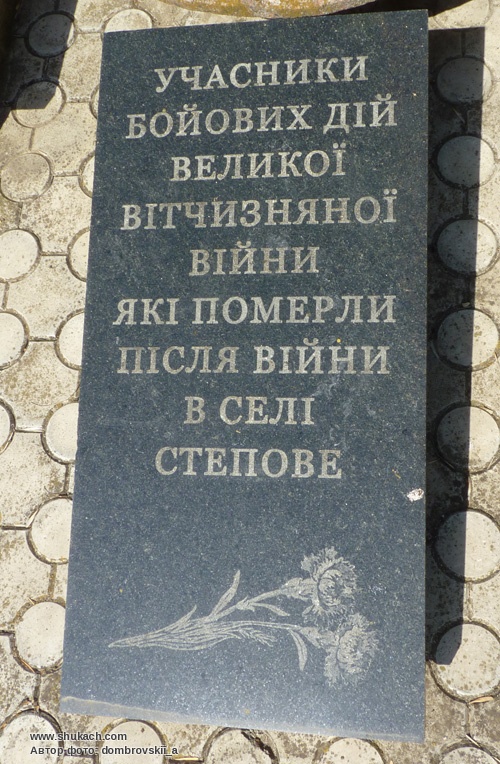 УЧАСНИКИ
БОЙОВИХ ДІЙ
ВЕЛИКОЇ
ВІТЧИЗНЯНОЇ
ВІЙНИ
ЯКІ ПОМЕРЛИ
ПІСЛЯ ВІЙНИ
В СЕЛІ
СТЕПОВЕ
www.shukach.com
Автор фото: dombrovskii_a